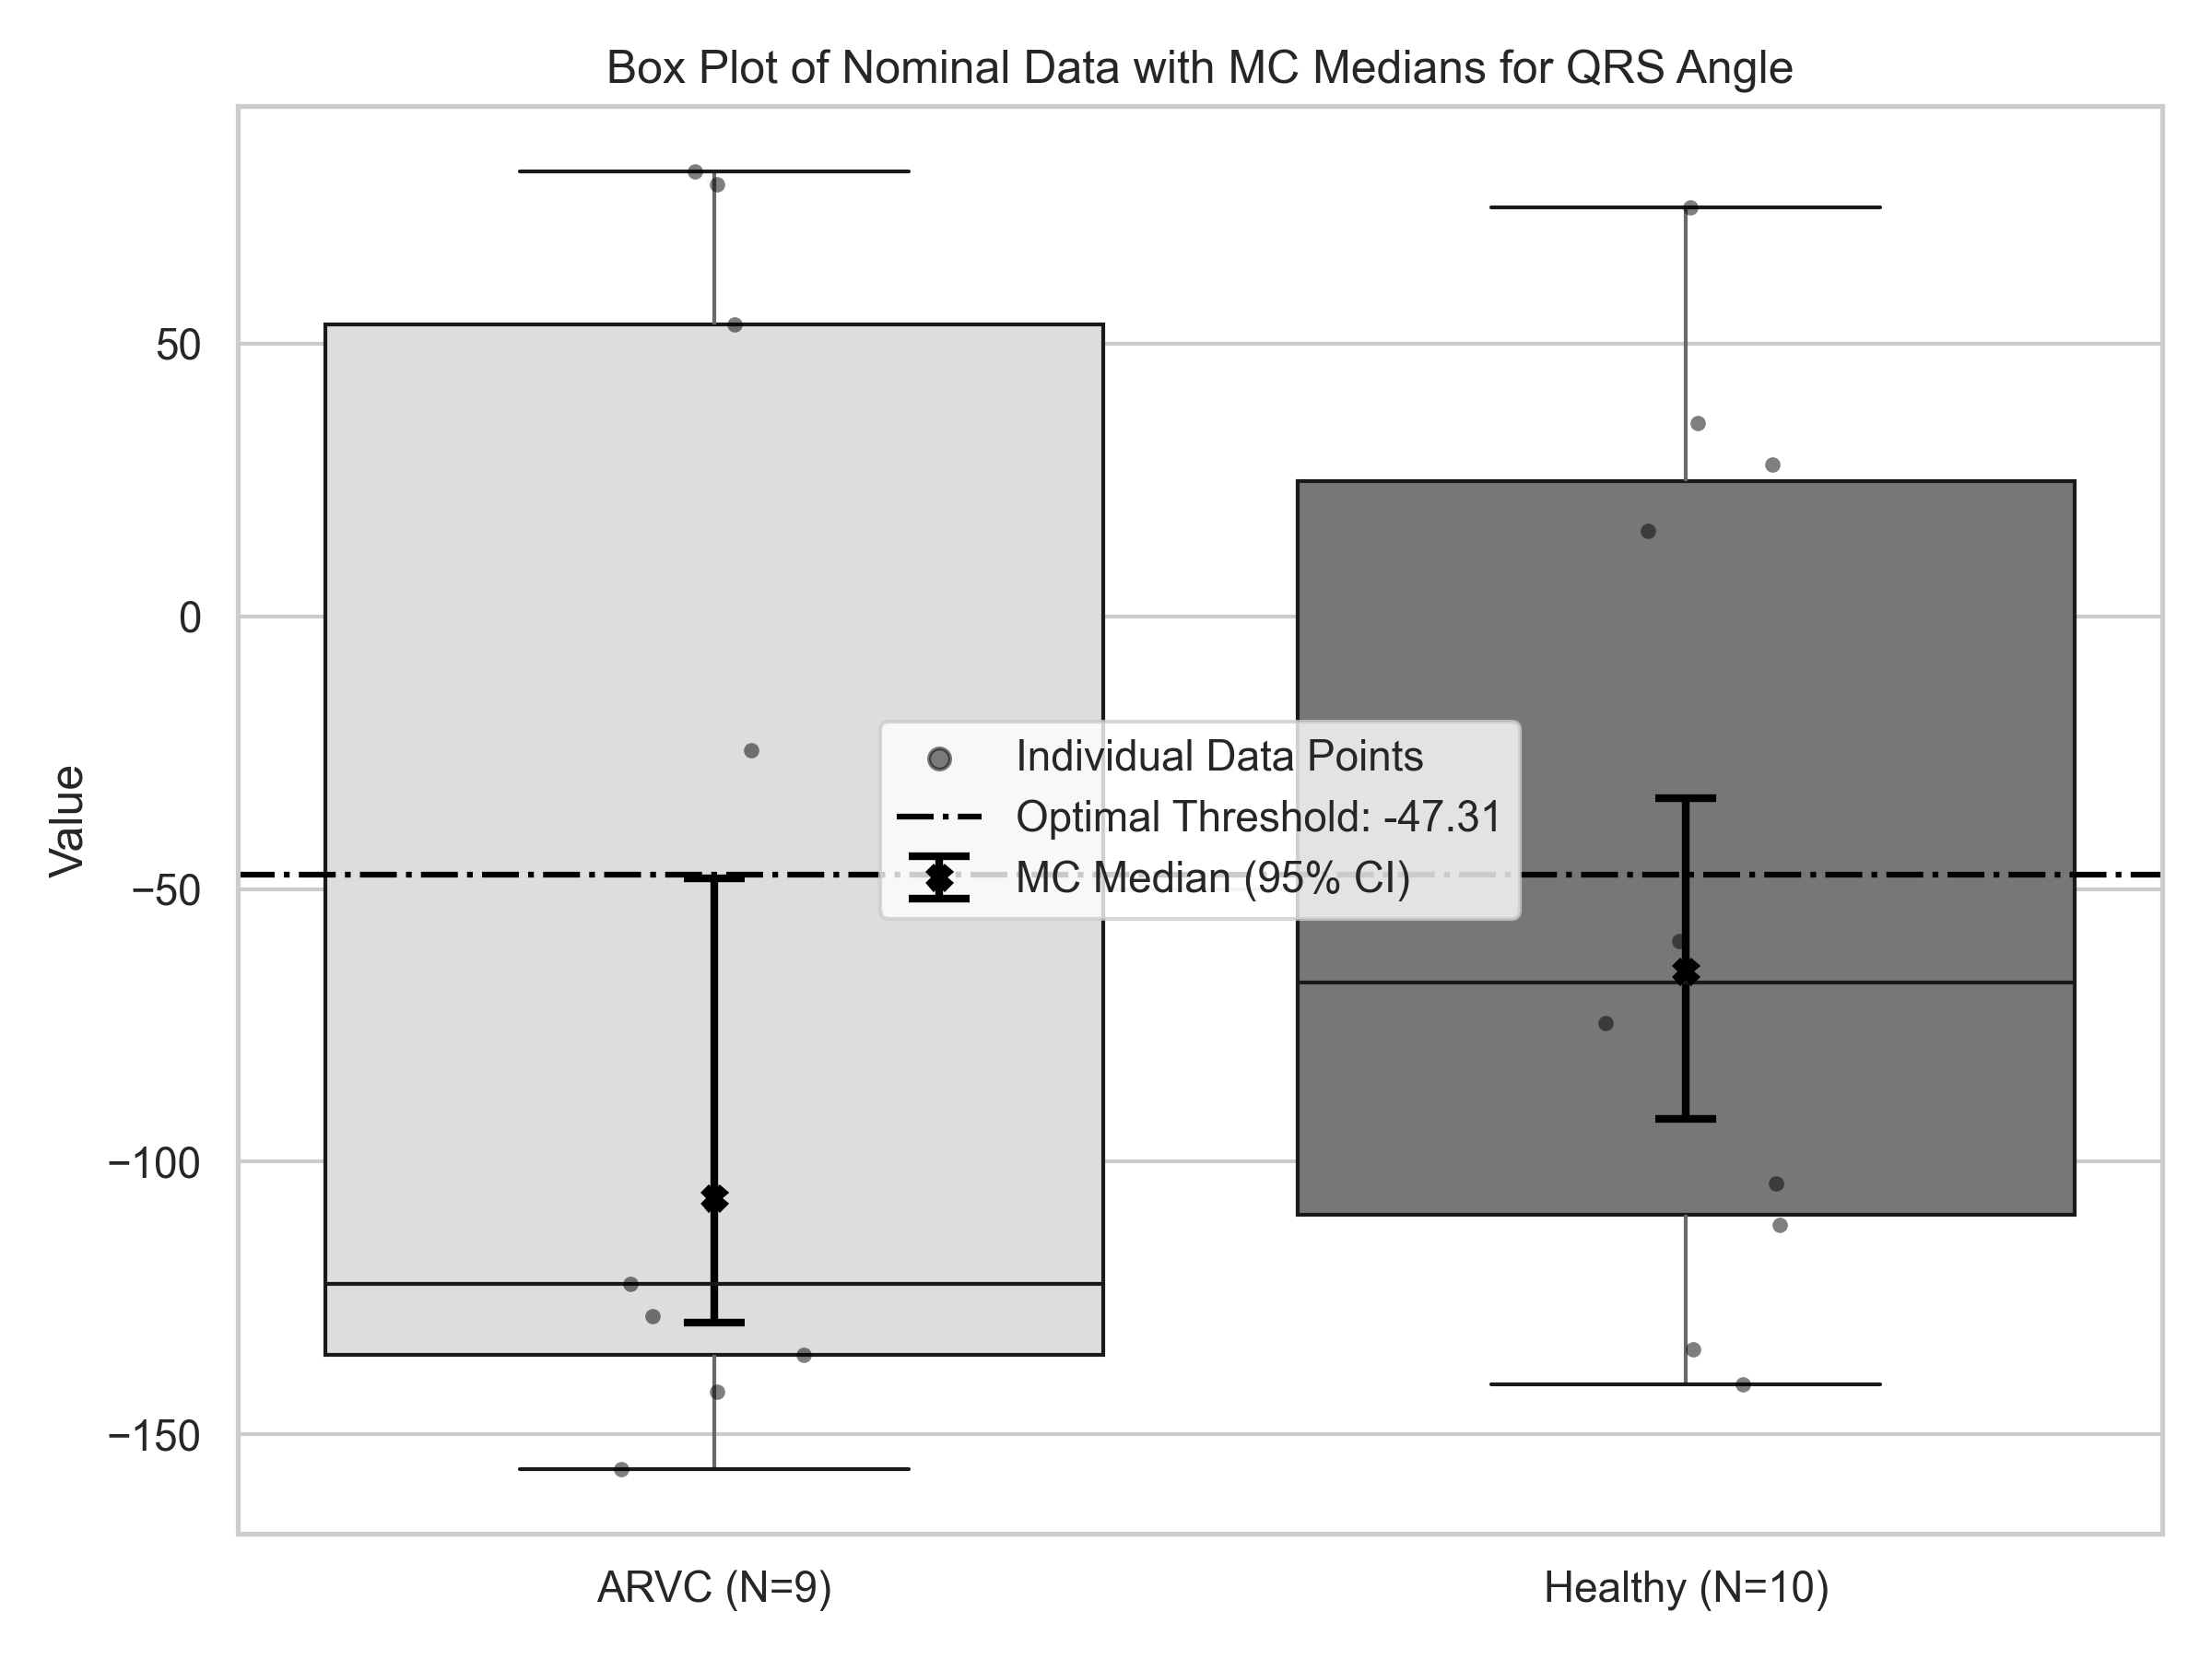 Box Plot of Nominal Data with MC Medians for QRS Angle
Value
50
0
−50
−100
−150
Individual Data Points
Optimal Threshold: -47.31
MC Median (95% CI)
ARVC (N=9)
Healthy (N=10)